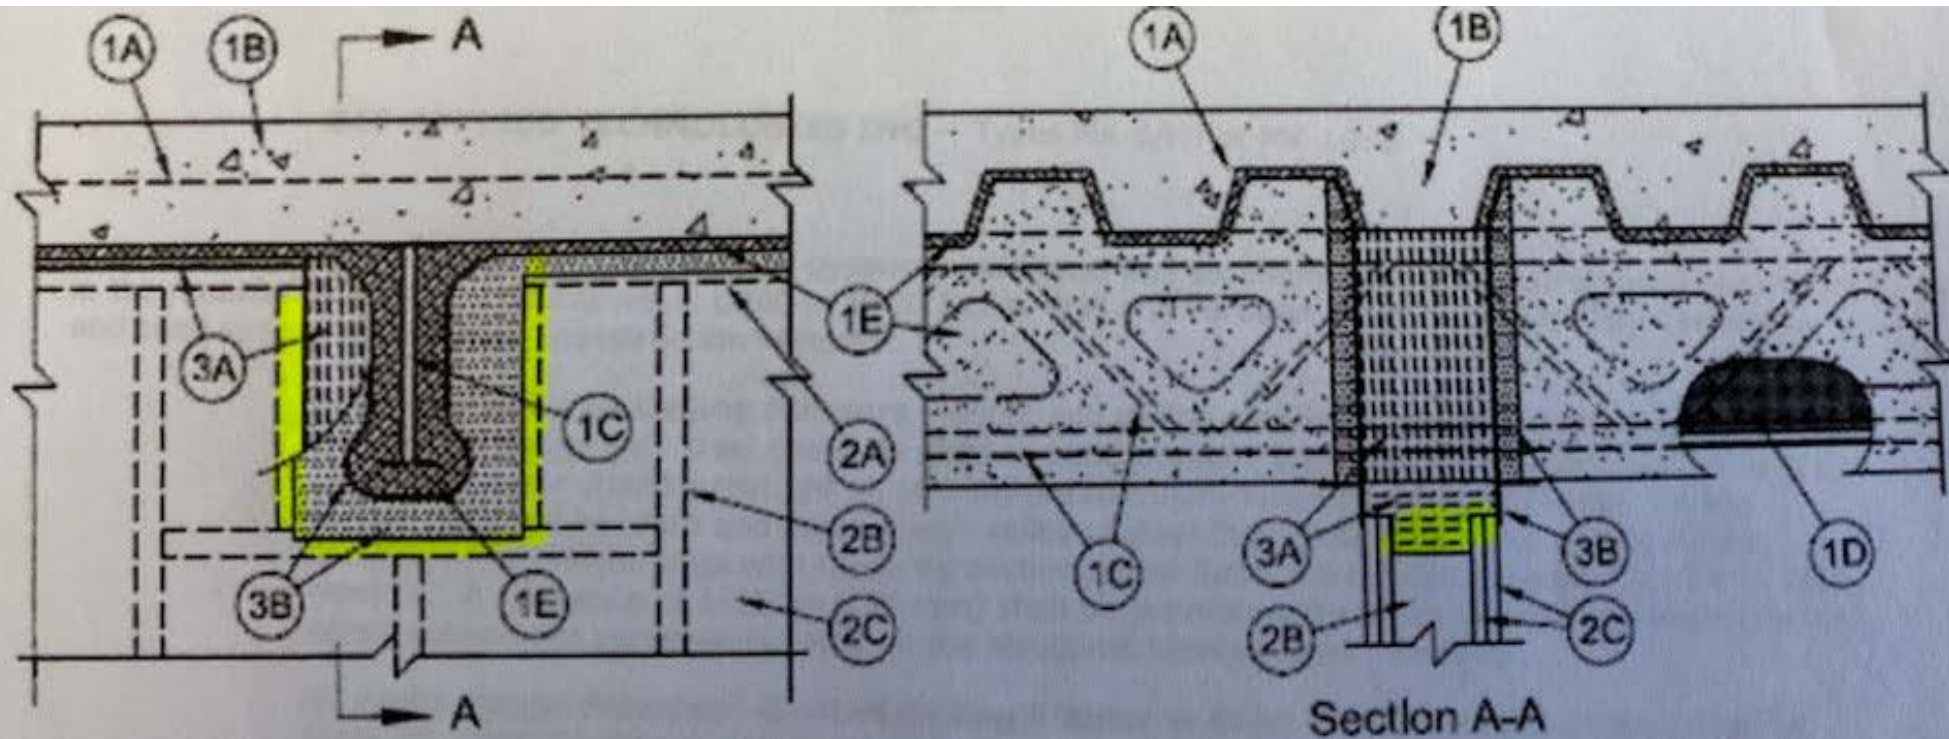 1A 1B A 1A 1B
3A 1E
1C 2A
2B 1C 3A 3B 1D
3B 1E 2C 2B 2C
A Section A-A